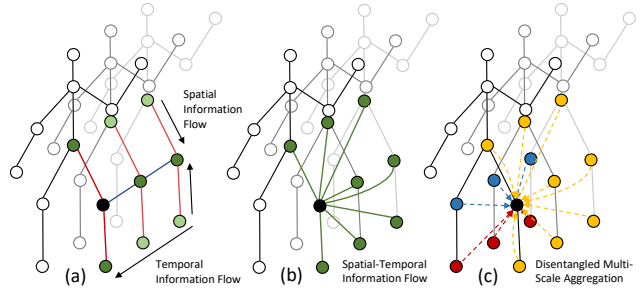 Spatial
Information
Flow
(a)
Temporal
Information Flow
(b)
Spatial-Temporal
Information Flow
(c)
Disentangled Multi-
Scale Aggregation